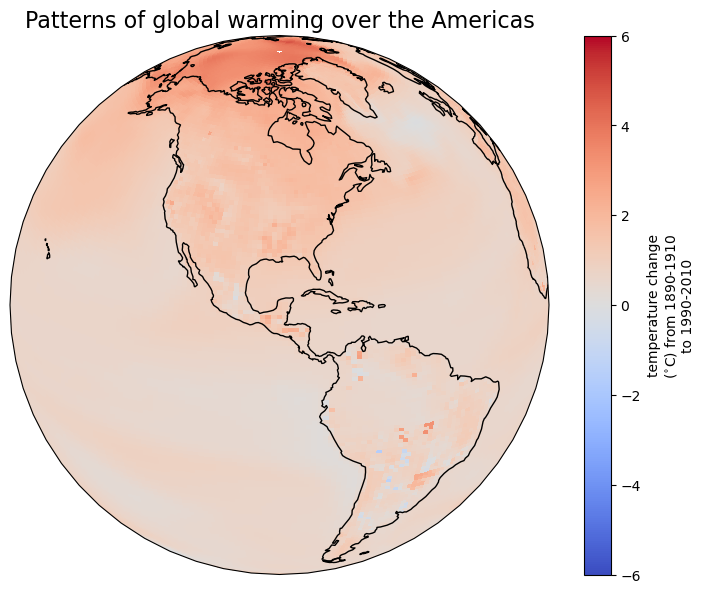 Patterns of global warming over the Americas
6
4
2
0
−2
−4
−6
temperature change
(°C) from 1890-1910
to 1990-2010